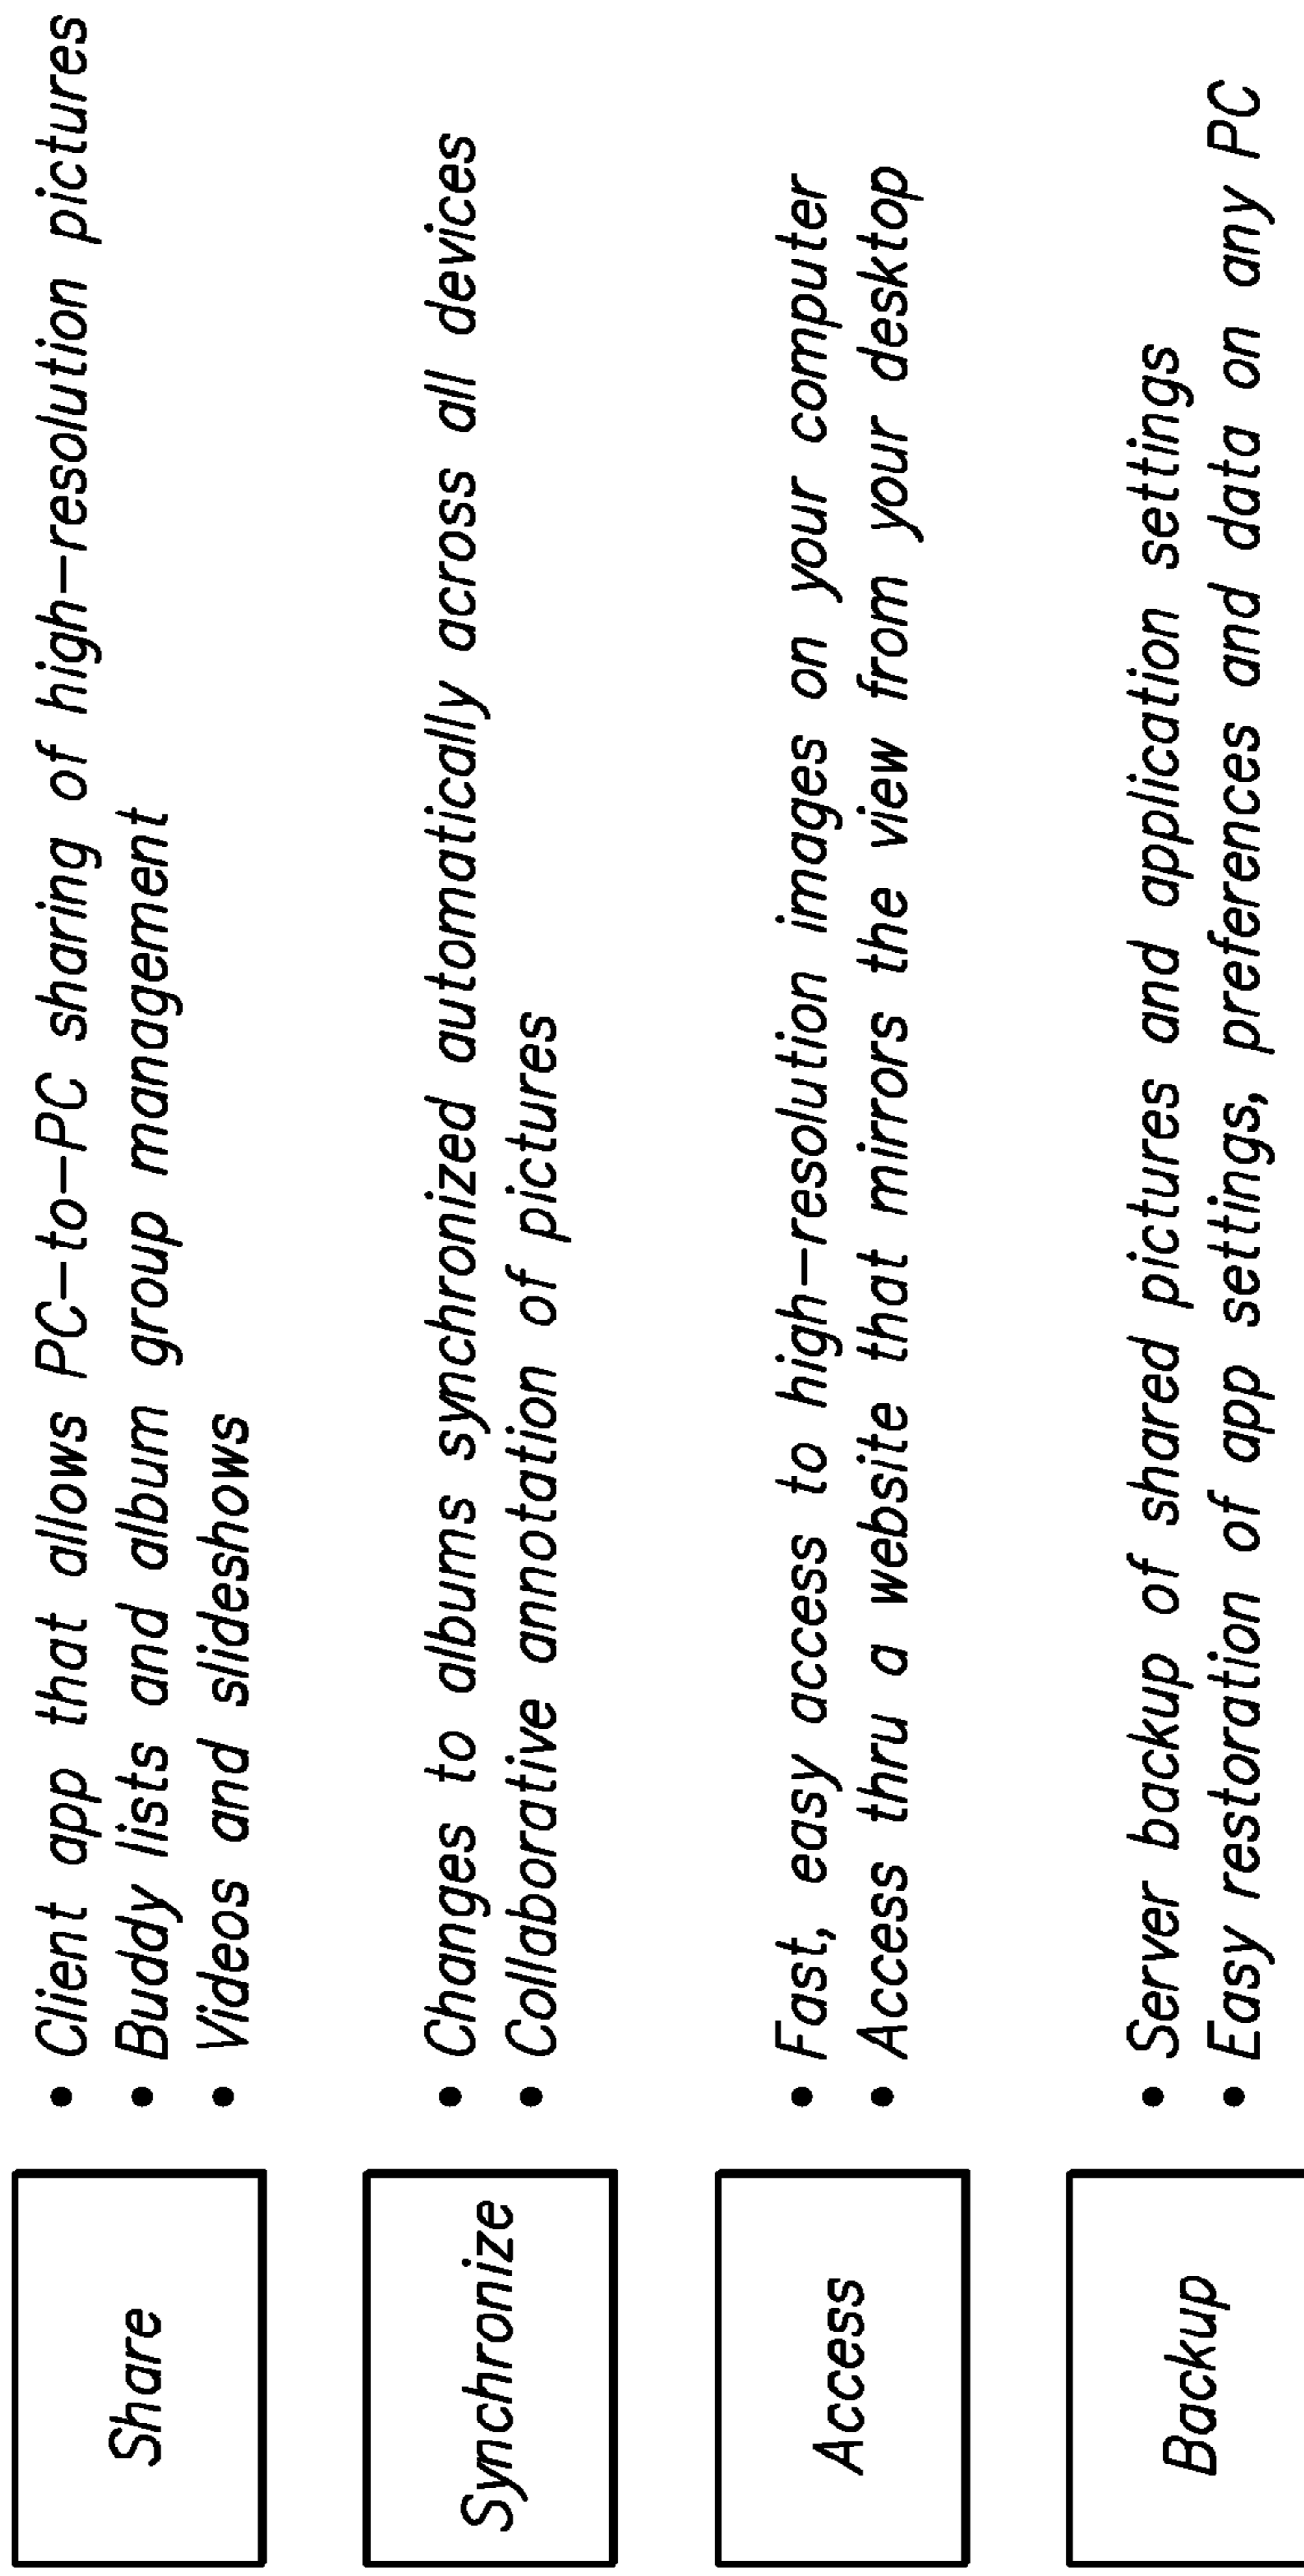 Share
• Client app that allows PC-to-PC sharing of high-resolution pictures
• Buddy lists and album group management
• Videos and slideshows
Synchronize
• Changes to albums synchronized automatically across all devices
• Collaborative annotation of pictures
Access
• Fast, easy access to high-resolution images on your computer
• Access thru a website that mirrors the view from your desktop
Backup
• Server backup of shared pictures and application settings
• Easy restoration of app settings, preferences and data on any PC